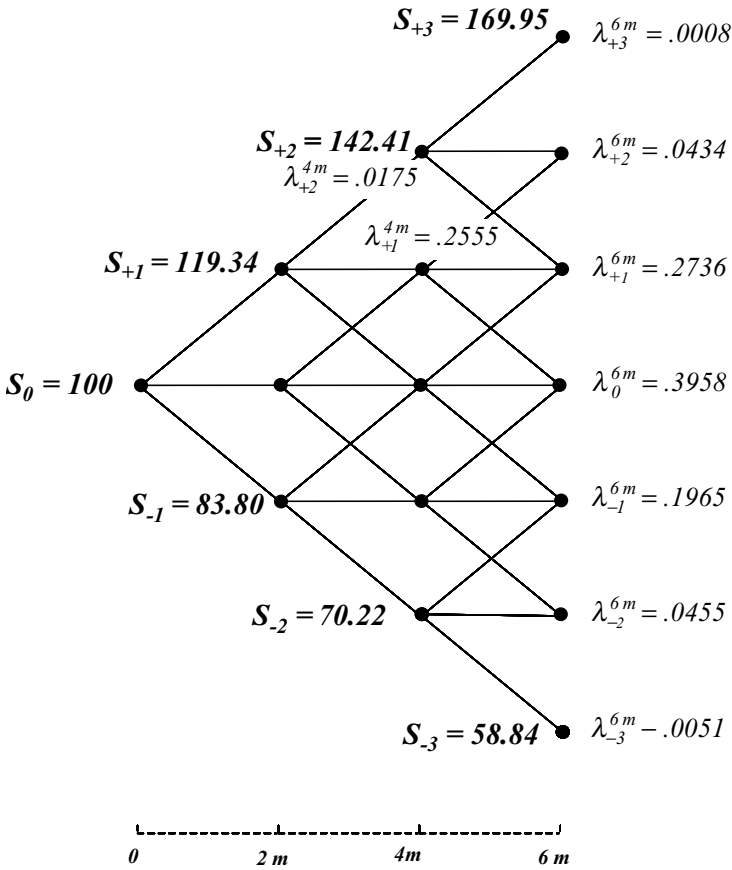 S+3 = 169.95
λ+3^6m = .0008
S+2 = 142.41
λ+2^4m = .0175
λ+2^6m = .0434
λ+1^4m = .2555
S+1 = 119.34
λ+1^6m = .2736
S0 = 100
λ0^6m = .3958
S-1 = 83.80
λ−1^6m = .1965
S-2 = 70.22
λ−2^6m = .0455
S-3 = 58.84
λ−3^6m − .0051
0 2 m 4m 6 m